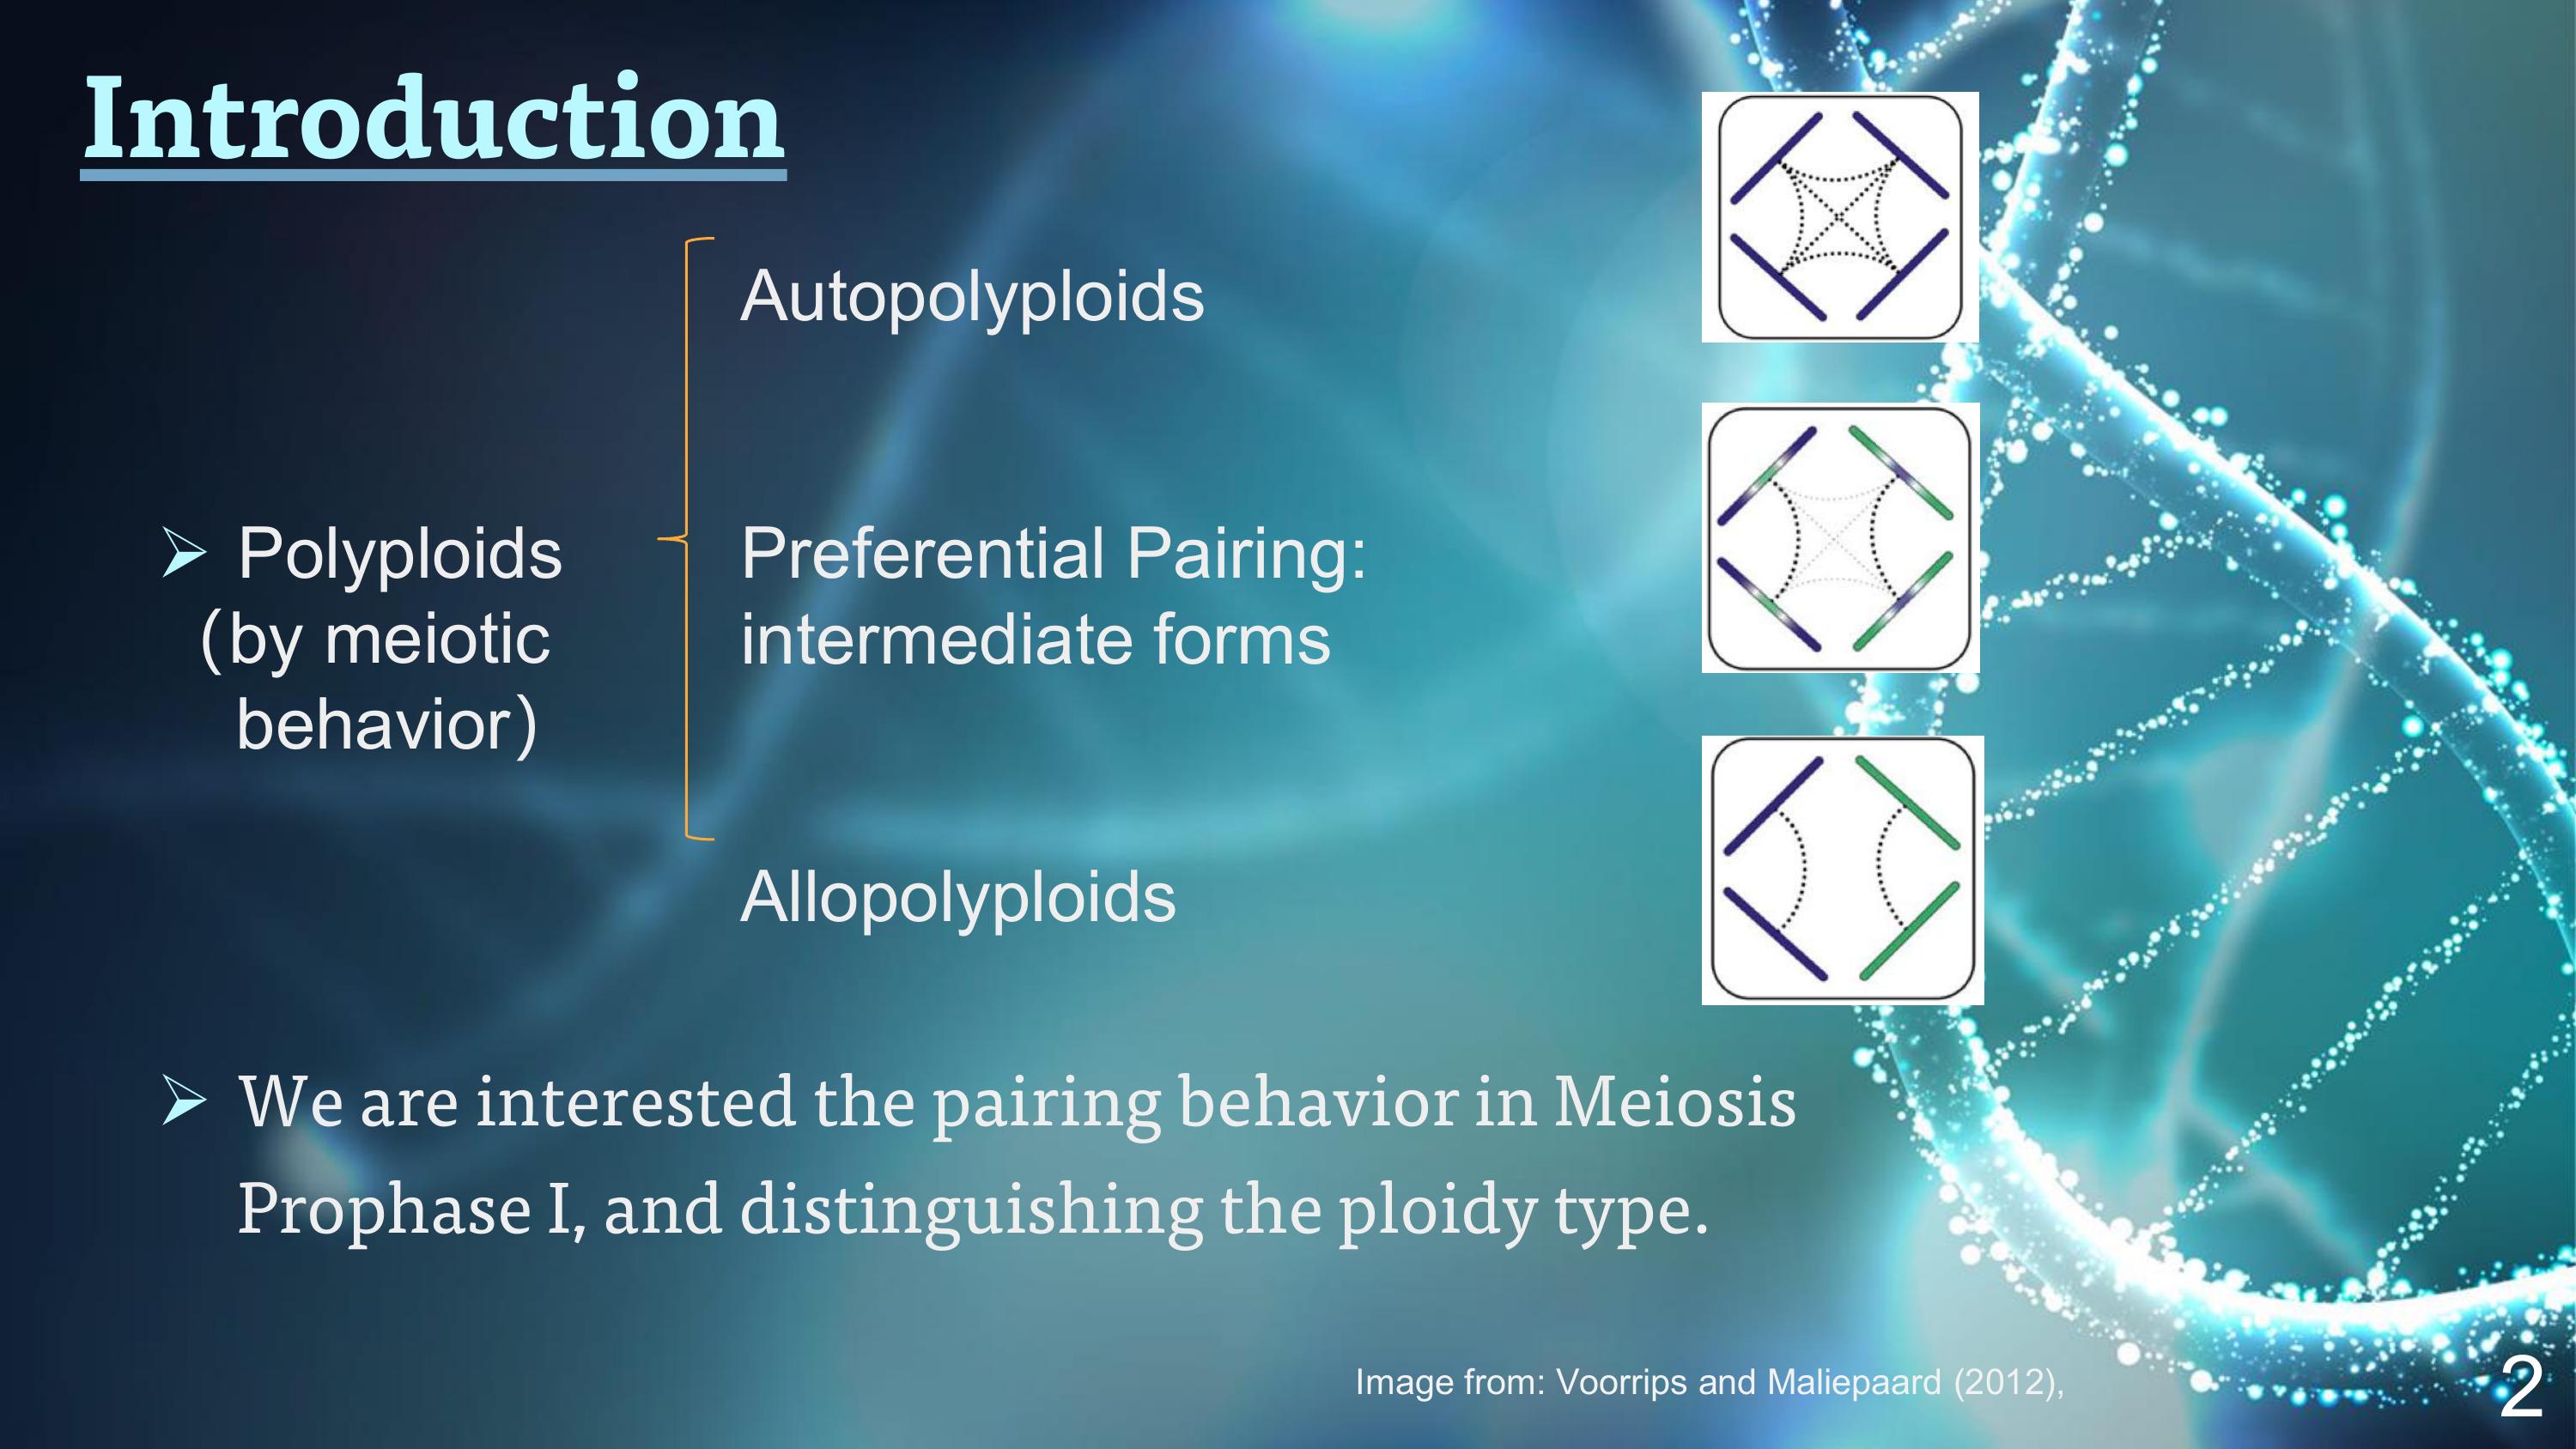 Introduction
Autopolyploids
➢ Polyploids
(by meiotic
behavior)
Preferential Pairing:
intermediate forms
Allopolyploids
➢ We are interested the pairing behavior in Meiosis
Prophase I, and distinguishing the ploidy type.
Image from: Voorrips and Maliepaard (2012),
2